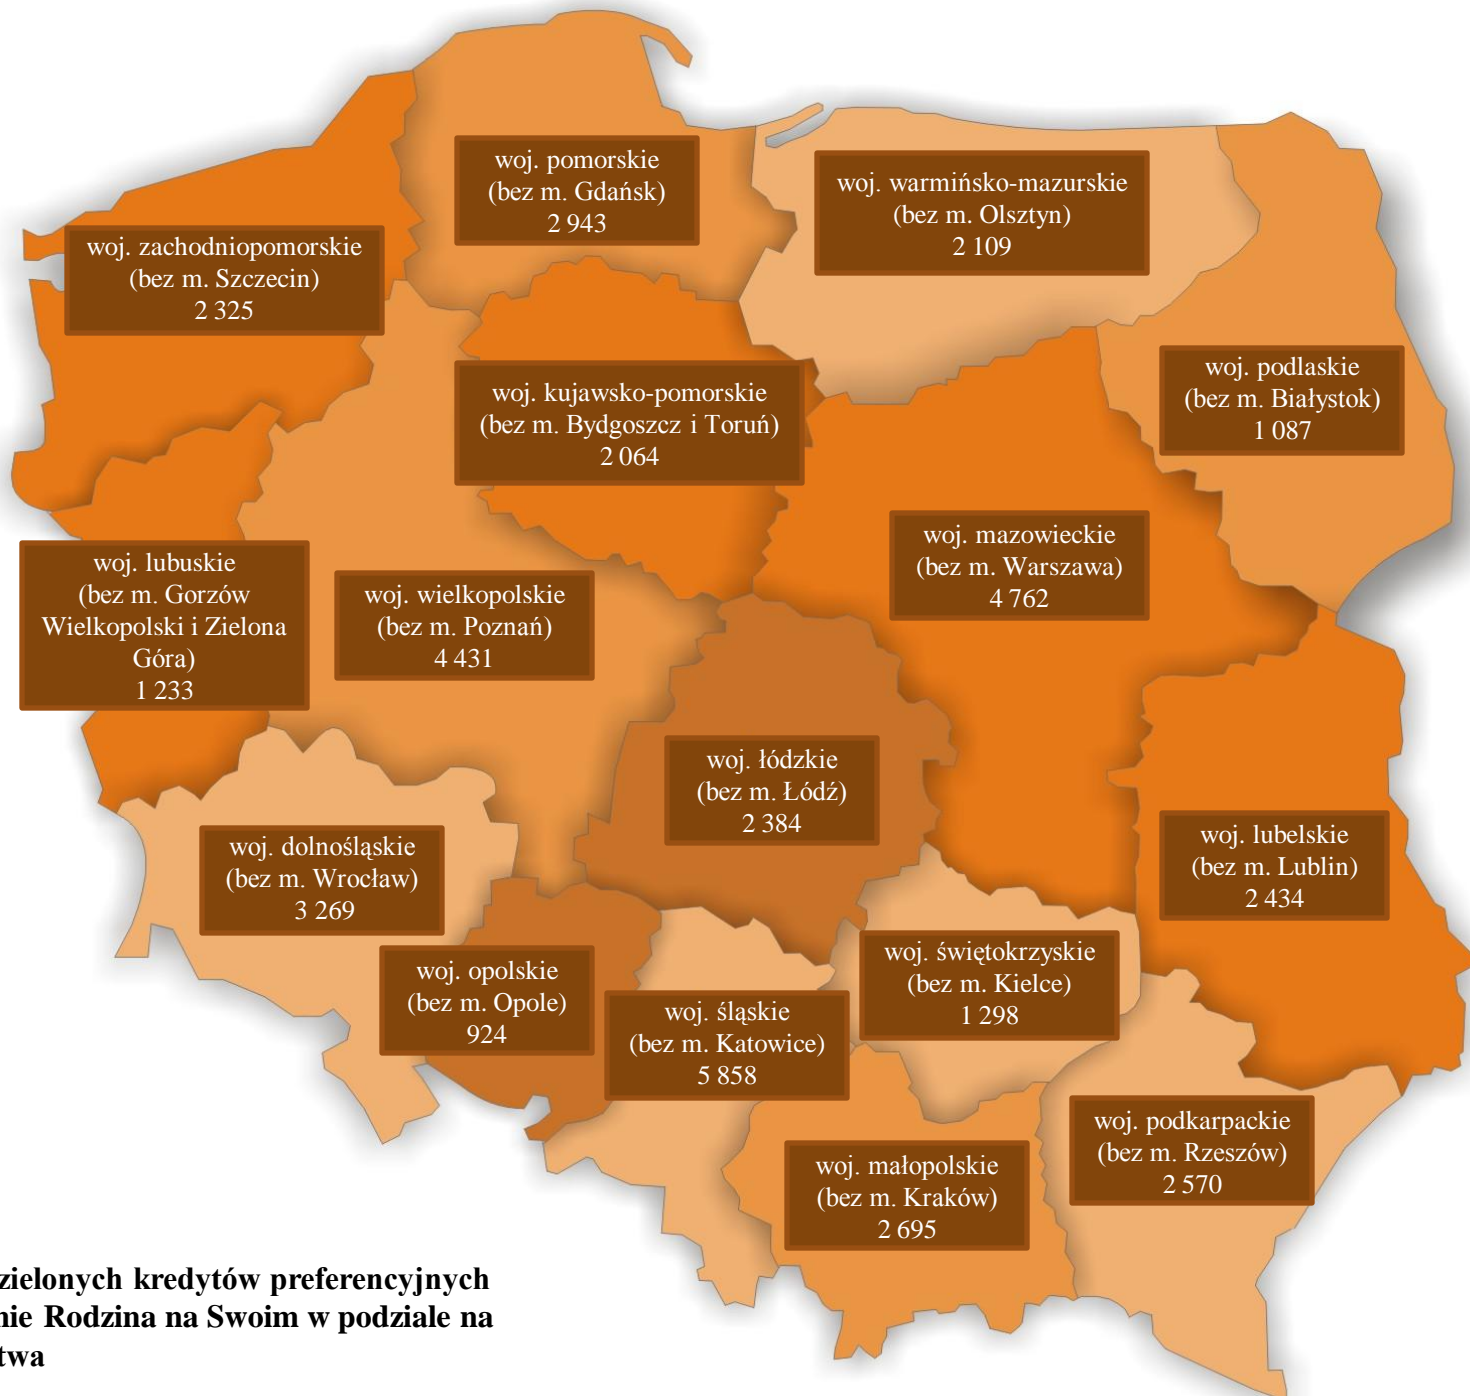 woj. pomorskie
(bez m. Gdańsk)
2 943
woj. warmińsko-mazurskie
(bez m. Olsztyn)
2 109
woj. zachodniopomorskie
(bez m. Szczecin)
2 325
woj. podlaskie
(bez m. Białystok)
1 087
woj. kujawsko-pomorskie
(bez m. Bydgoszcz i Toruń)
2 064
woj. mazowieckie
(bez m. Warszawa)
4 762
woj. lubuskie
(bez m. Gorzów
Wielkopolski i Zielona
Góra)
1 233
woj. wielkopolskie
(bez m. Poznań)
4 431
woj. łódzkie
(bez m. Łódź)
2 384
woj. lubelskie
(bez m. Lublin)
2 434
woj. dolnośląskie
(bez m. Wrocław)
3 269
woj. świętokrzyskie
(bez m. Kielce)
1 298
woj. opolskie
(bez m. Opole)
924
woj. śląskie
(bez m. Katowice)
5 858
woj. podkarpackie
(bez m. Rzeszów)
2 570
woj. małopolskie
(bez m. Kraków)
2 695
zielonych kredytów preferencyjnych
nie Rodzina na Swoim w podziale na
twa